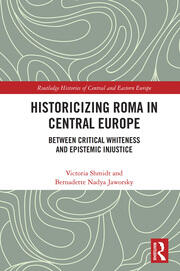 Routledge Histories of Central and Eastern Europe
HISTORICIZING ROMA IN
CENTRAL EUROPE
BETWEEN CRITICAL WHITENESS
AND EPISTEMIC INJUSTICE
Victoria Shmidt and
Bernadette Nadya Jaworsky
R